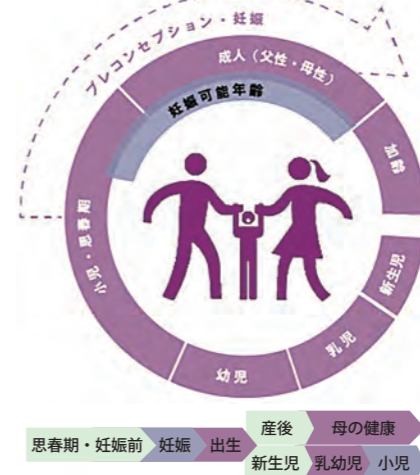 プレコンセプション・妊娠
成人（父性・母性）
妊娠可能年齢
加齢
新生児
乳児
幼児
小児・思春期
思春期・妊娠前 妊娠 出生
産後 母の健康
新生児 乳幼児 小児